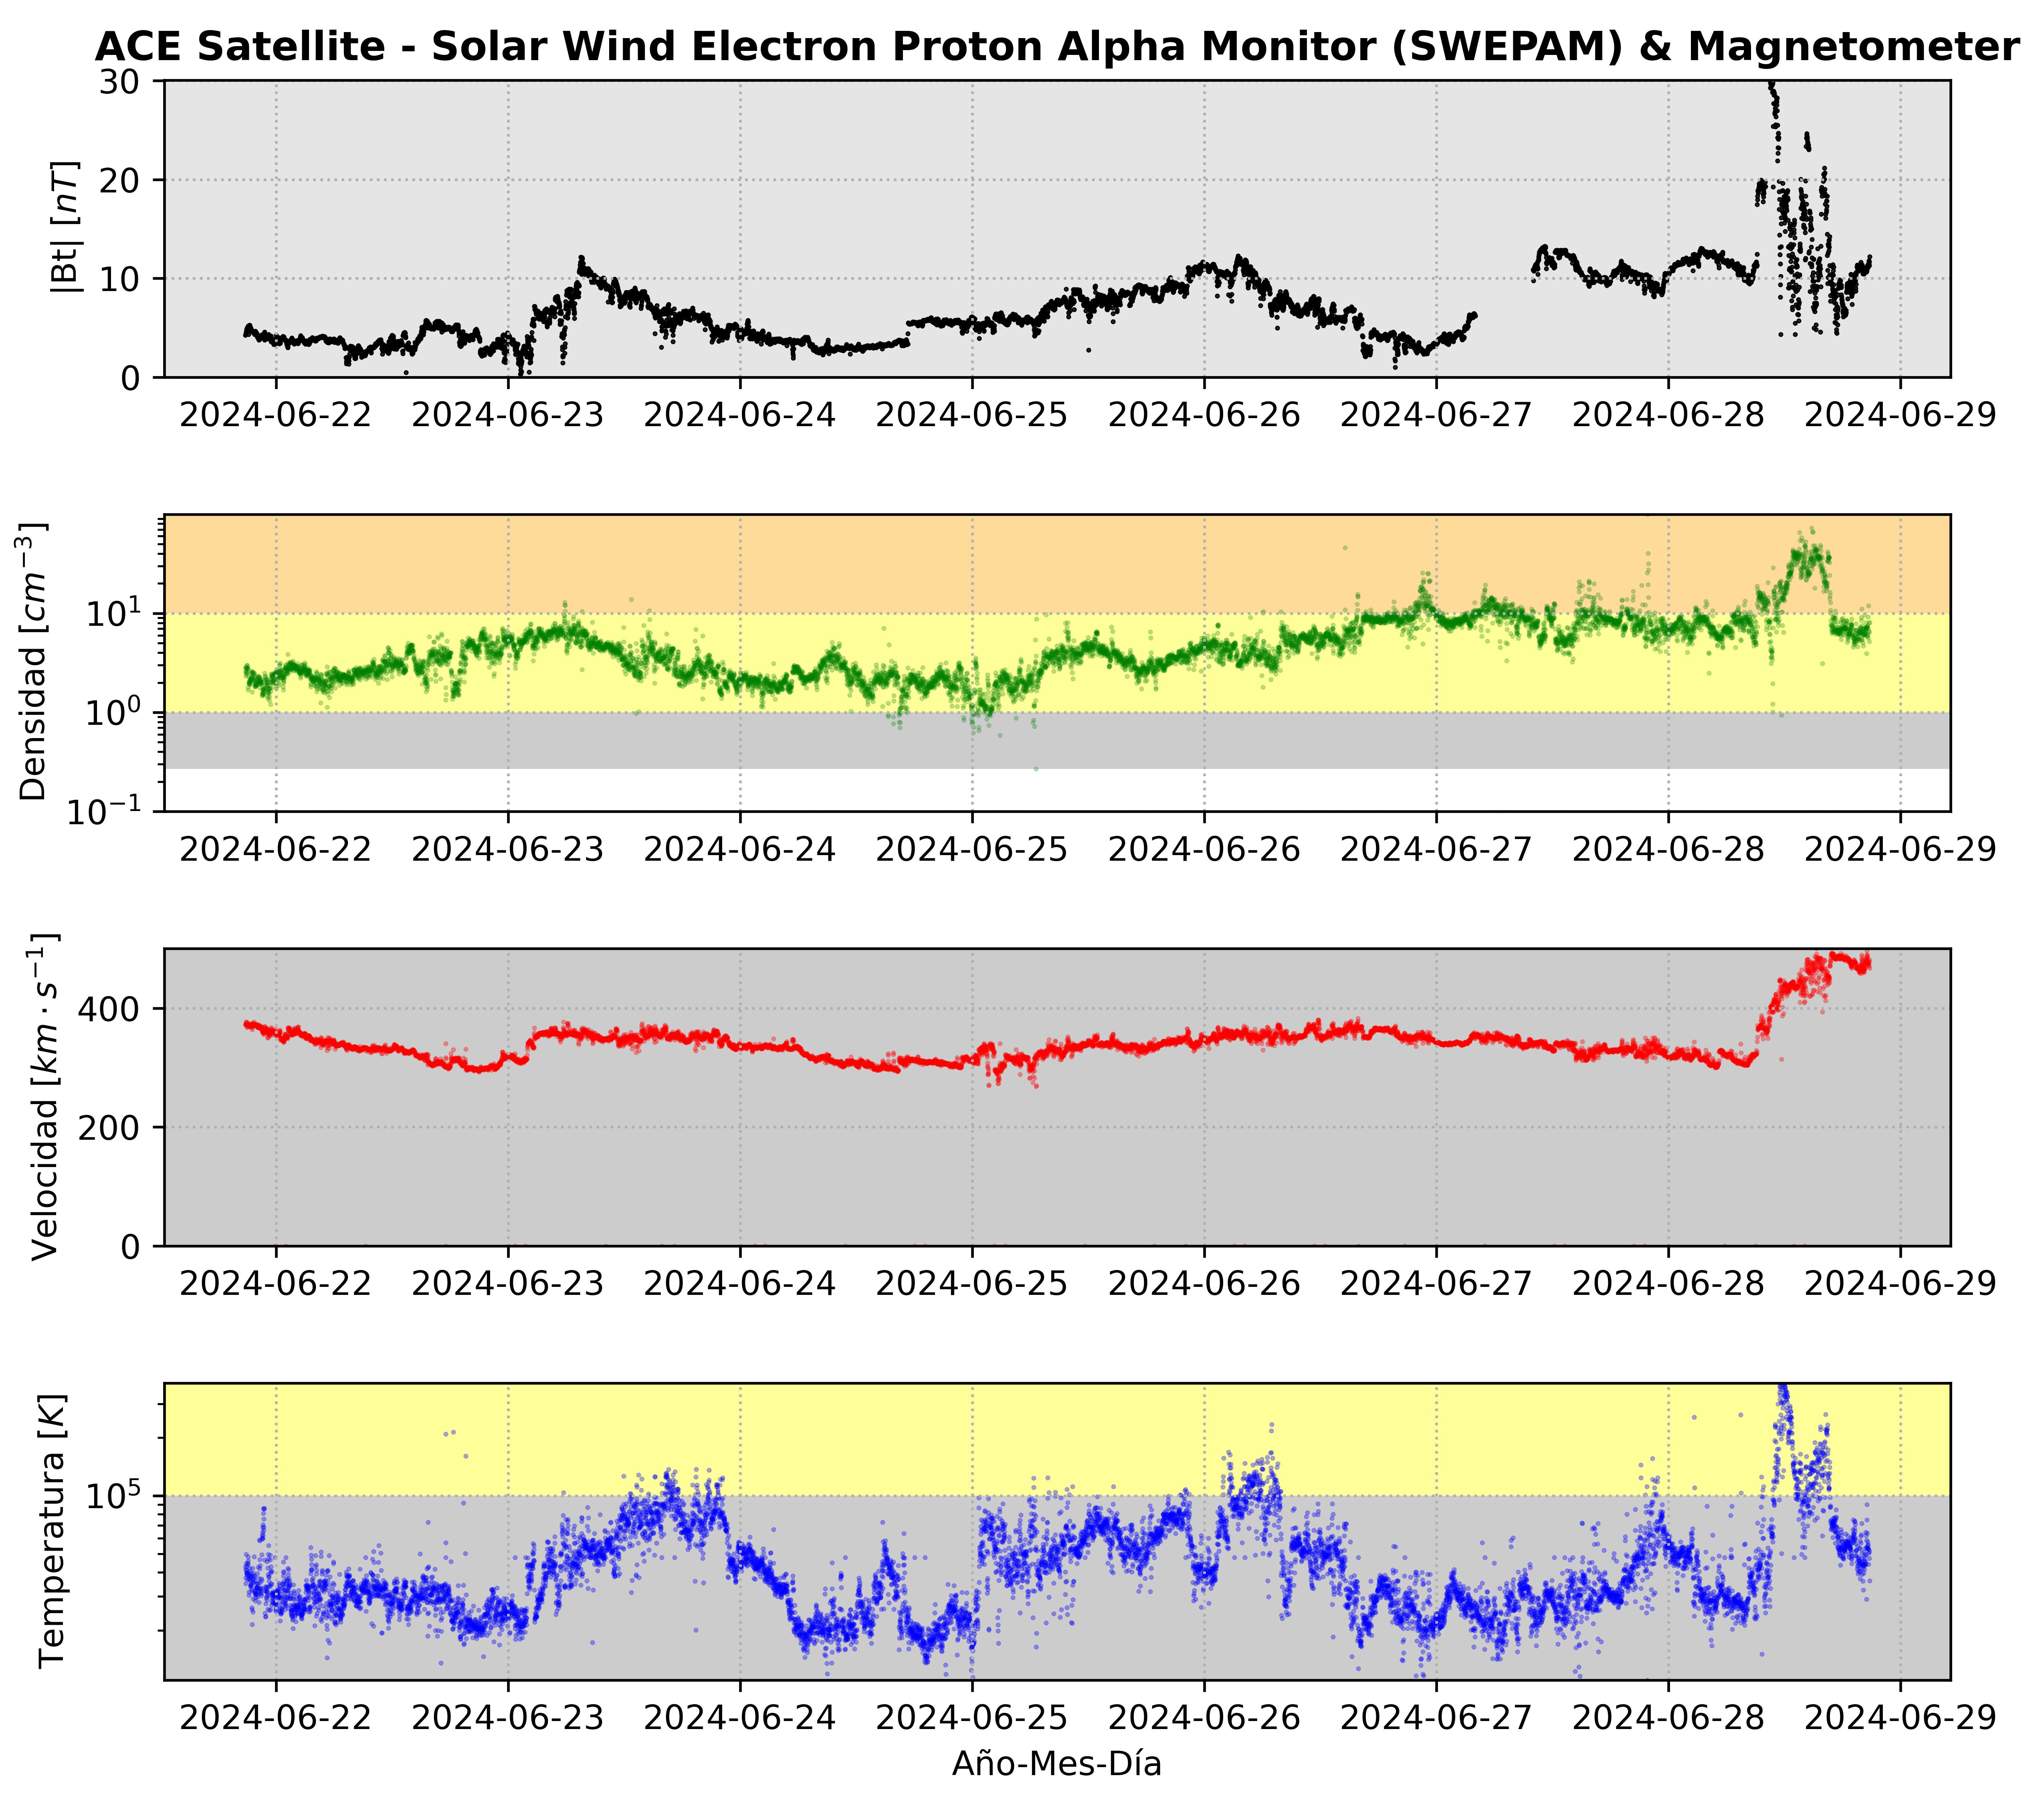 ACE Satellite - Solar Wind Electron Proton Alpha Monitor (SWEPAM) & Magnetometer
|Bt| [nT]
30
20
10
0
2024-06-22 2024-06-23 2024-06-24 2024-06-25 2024-06-26 2024-06-27 2024-06-28 2024-06-29
Densidad [cm⁻³]
10¹
10⁰
10⁻¹
2024-06-22 2024-06-23 2024-06-24 2024-06-25 2024-06-26 2024-06-27 2024-06-28 2024-06-29
Velocidad [km · s⁻¹]
400
200
0
2024-06-22 2024-06-23 2024-06-24 2024-06-25 2024-06-26 2024-06-27 2024-06-28 2024-06-29
Temperatura [K]
10⁵
2024-06-22 2024-06-23 2024-06-24 2024-06-25 2024-06-26 2024-06-27 2024-06-28 2024-06-29
Año-Mes-Día